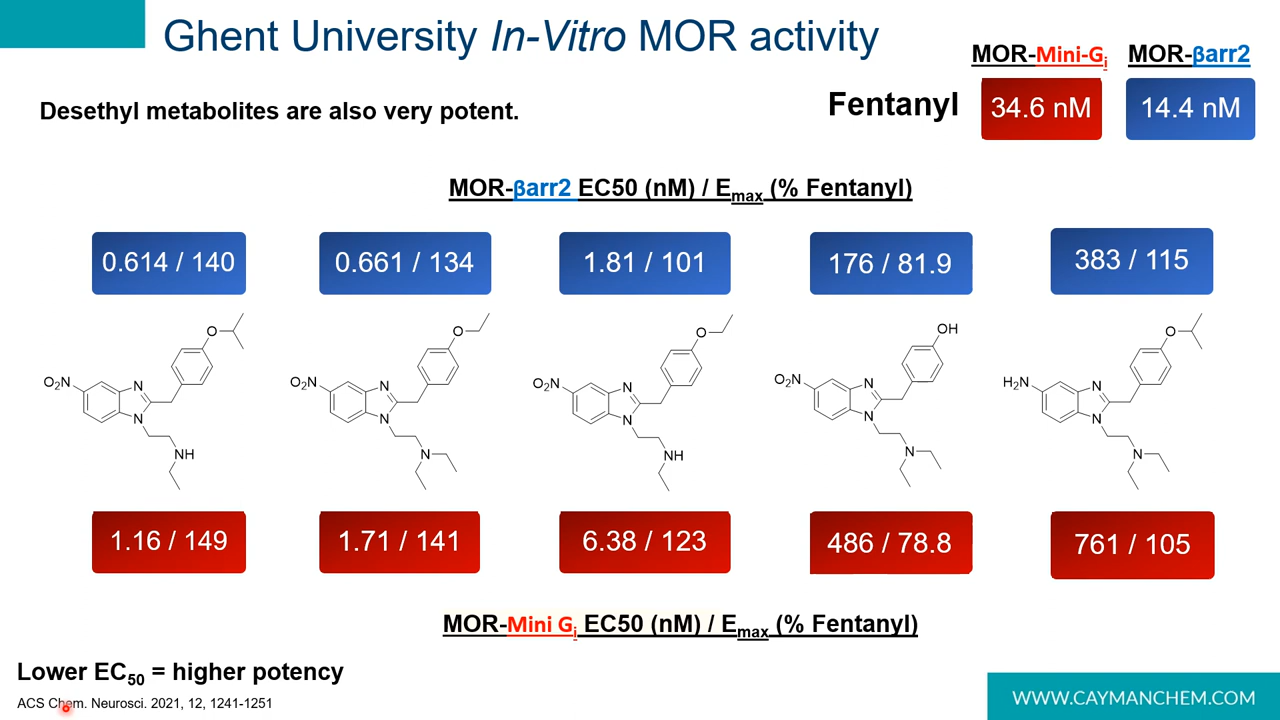 Ghent University In-Vitro MOR activity
MOR-Mini-Gi MOR-βarr2
Desethyl metabolites are also very potent.
Fentanyl 34.6 nM 14.4 nM
MOR-βarr2 EC50 (nM) / Emax (% Fentanyl)
0.614 / 140 0.661 / 134 1.81 / 101 176 / 81.9 383 / 115
O O O OH O
O2N N O2N N O2N N O2N N H2N N
N N N N N
NH N NH N N
1.16 / 149 1.71 / 141 6.38 / 123 486 / 78.8 761 / 105
MOR-Mini Gi EC50 (nM) / Emax (% Fentanyl)
Lower EC50 = higher potency
ACS Chem. Neurosci. 2021, 12, 1241-1251
WWW.CAYMANCHEM.COM